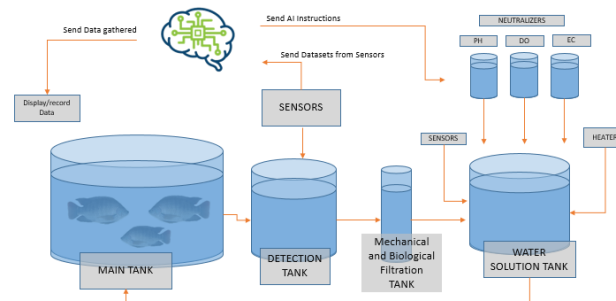 Send Data gathered
Send AI Instructions
NEUTRALIZERS
PH
DO
EC
Send Datasets from Sensors
Display/record
Data
SENSORS
SENSORS
HEATER
MAIN TANK
DETECTION
TANK
Mechanical
and Biological
Filtration
TANK
WATER
SOLUTION TANK